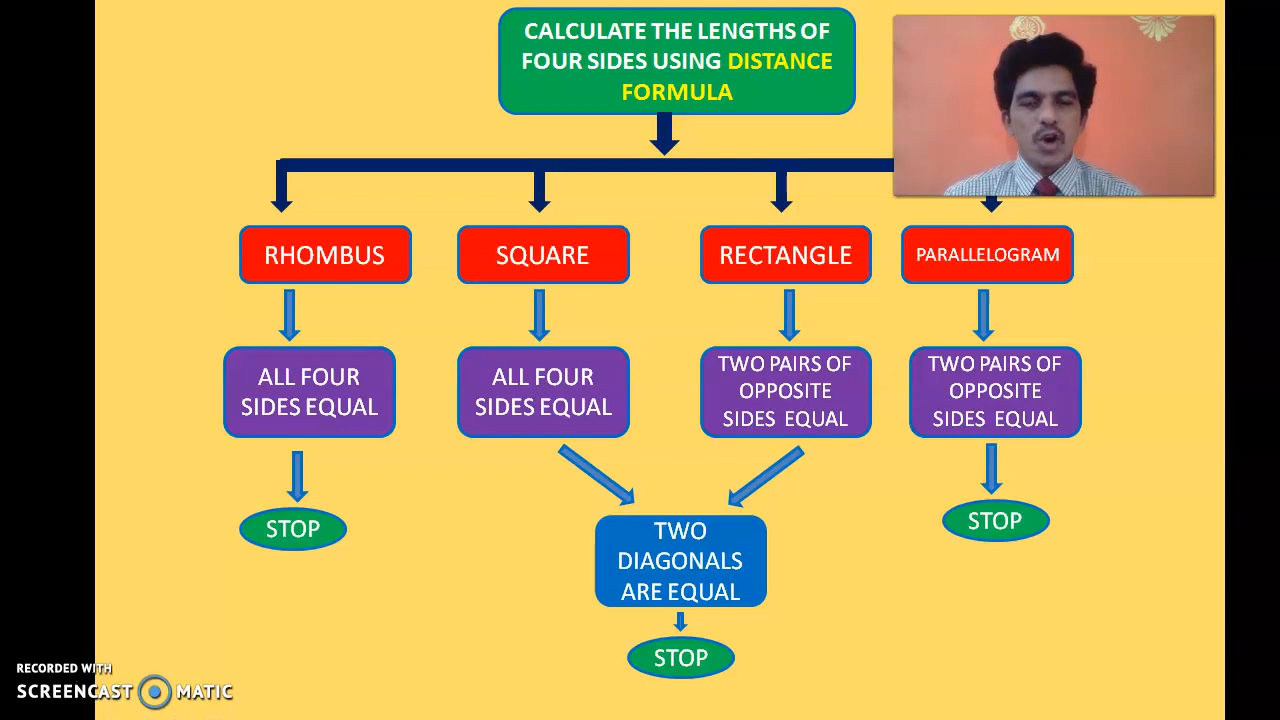 CALCULATE THE LENGTHS OF
FOUR SIDES USING DISTANCE
FORMULA
RHOMBUS
SQUARE
RECTANGLE
PARALLELOGRAM
ALL FOUR
SIDES EQUAL
ALL FOUR
SIDES EQUAL
TWO PAIRS OF
OPPOSITE
SIDES EQUAL
TWO PAIRS OF
OPPOSITE
SIDES EQUAL
STOP
TWO
DIAGONALS
ARE EQUAL
STOP
STOP
RECORDED WITH
SCREENCAST MATIC